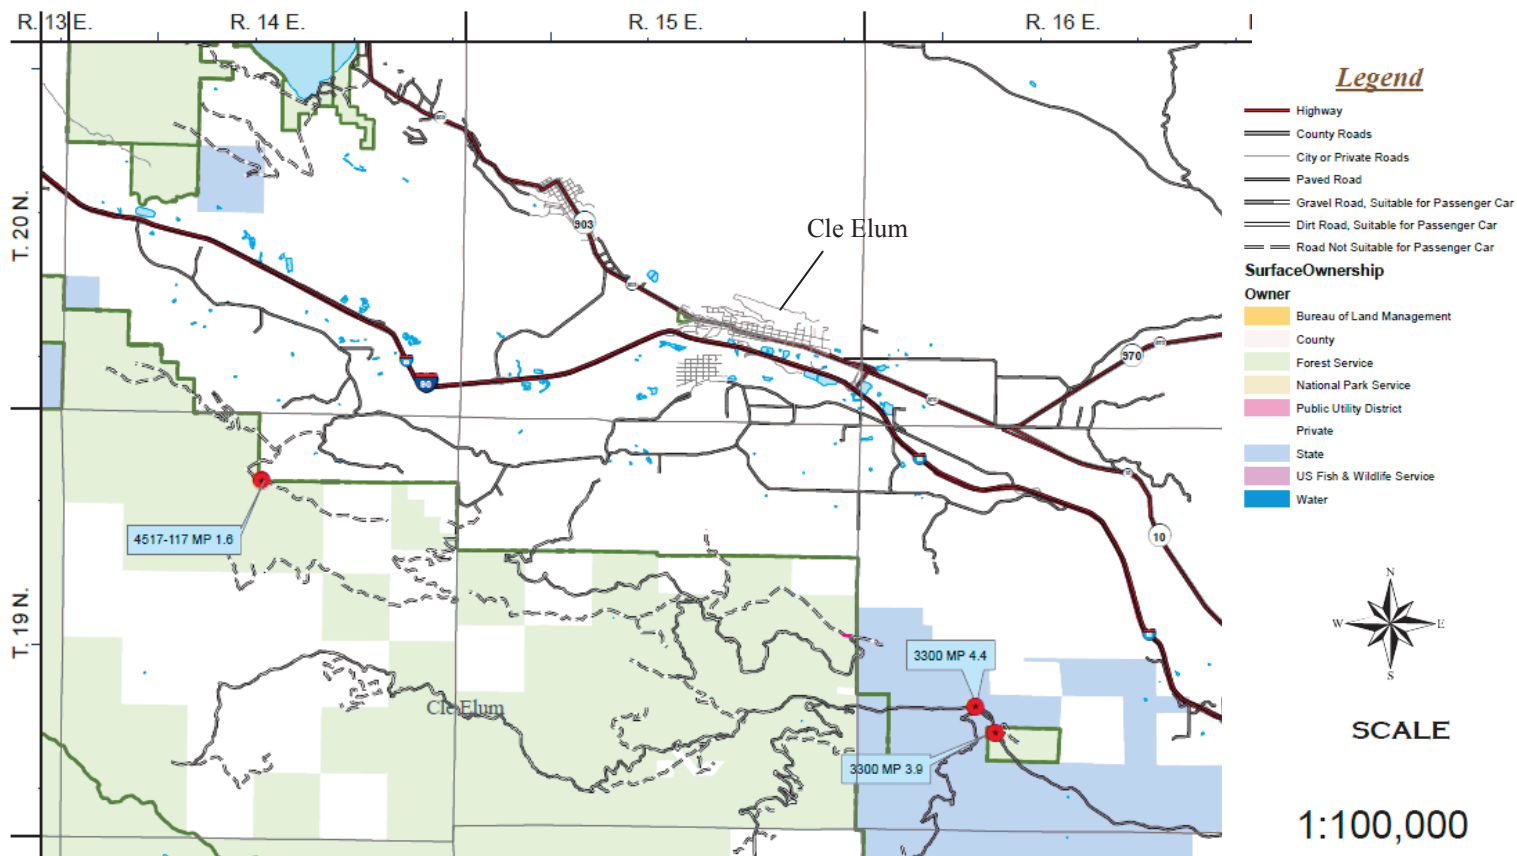 R. 13 E.
R. 14 E.
R. 15 E.
R. 16 E.
T. 20 N.
T. 19 N.
903
Cle Elum
970
90
10
4517-117 MP 1.6
3300 MP 4.4
3300 MP 3.9
Cle Elum
Legend
Highway
County Roads
City or Private Roads
Paved Road
Gravel Road, Suitable for Passenger Car
Dirt Road, Suitable for Passenger Car
Road Not Suitable for Passenger Car
SurfaceOwnership
Owner
Bureau of Land Management
County
Forest Service
National Park Service
Public Utility District
Private
State
US Fish & Wildlife Service
Water
N
W
E
S
SCALE
1:100,000